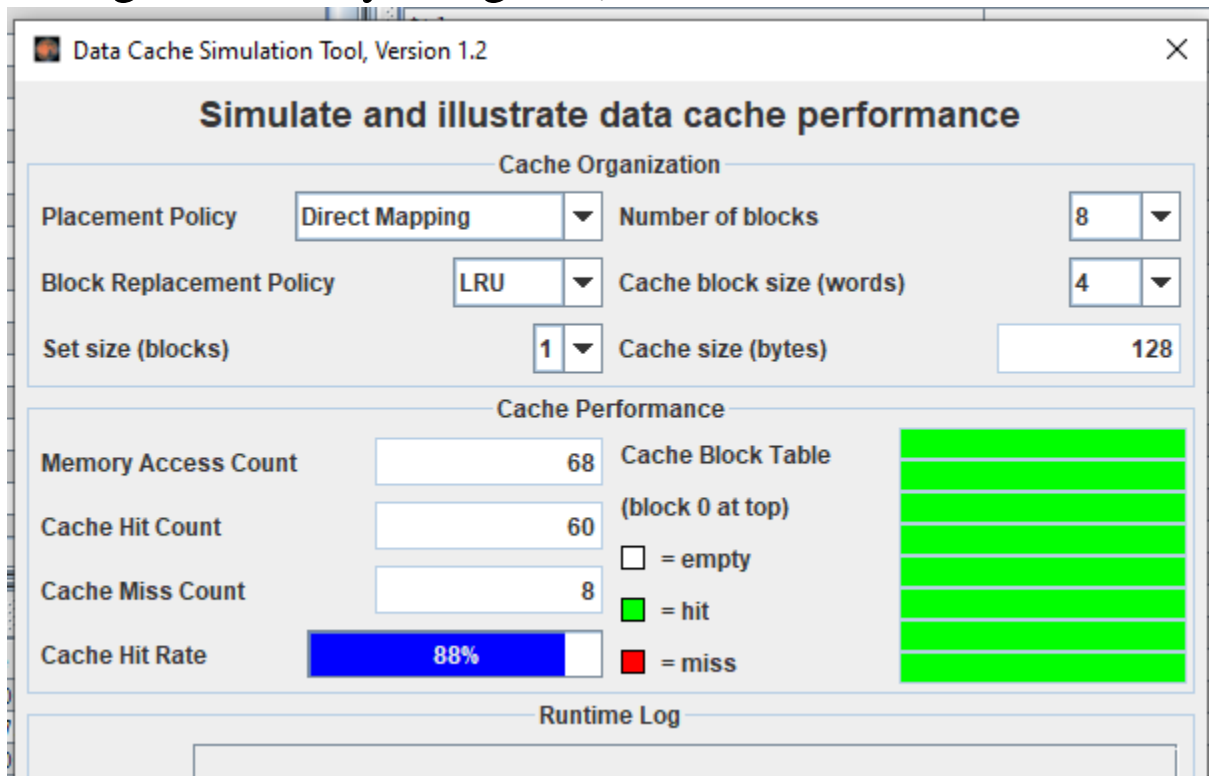 Data Cache Simulation Tool, Version 1.2
Simulate and illustrate data cache performance
Cache Organization
Placement Policy Direct Mapping Number of blocks 8
Block Replacement Policy LRU Cache block size (words) 4
Set size (blocks) 1 Cache size (bytes) 128
Cache Performance
Memory Access Count 68 Cache Block Table
(block 0 at top)
Cache Hit Count 60
= empty
Cache Miss Count 8
= hit
Cache Hit Rate 88%
= miss
Runtime Log